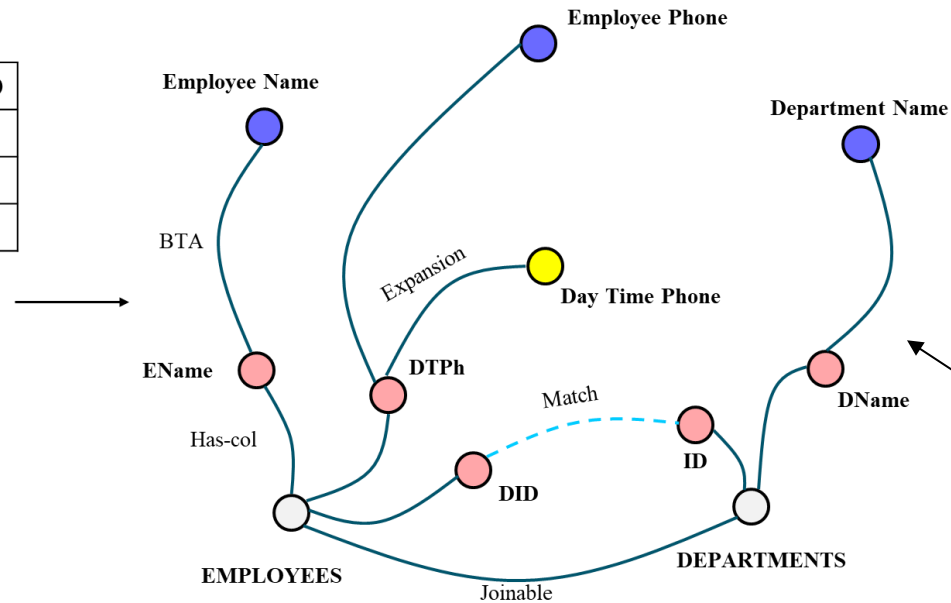 Employee Phone
Employee Name
Department Name
BTA
Expansion
Day Time Phone
EName
DTPh
DName
Match
Has-col
ID
DID
EMPLOYEES
DEPARTMENTS
Joinable